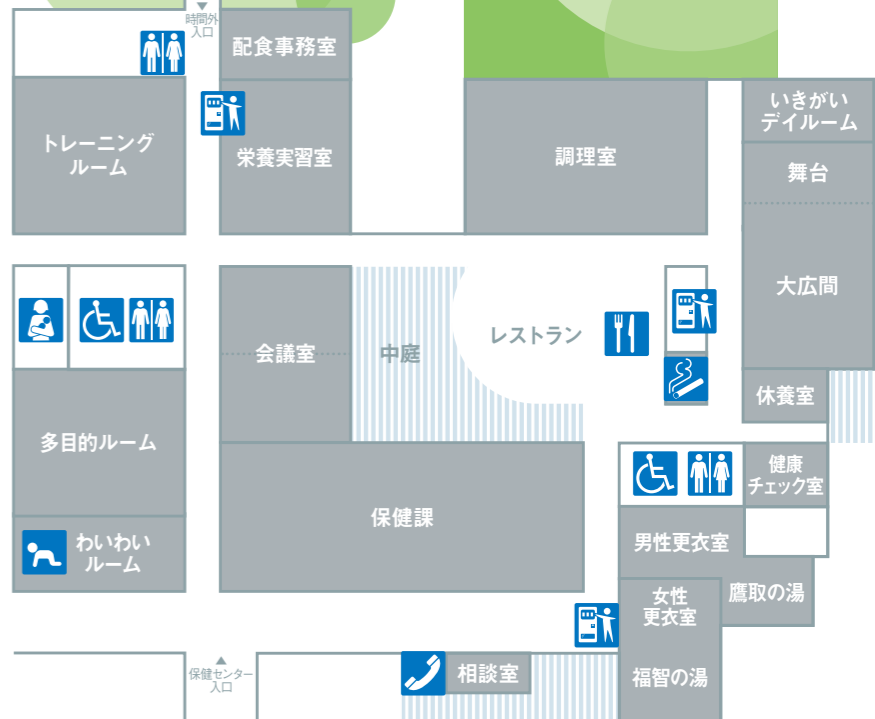 時間外
入口
配食事務室
トレーニング
ルーム
栄養実習室
調理室
いきがい
デイルーム
舞台
大広間
会議室
中庭
レストラン
休養室
多目的ルーム
保健課
健康
チェック室
わいわい
ルーム
男性更衣室
女性
更衣室
鷹取の湯
保健センター
入口
相談室
福智の湯